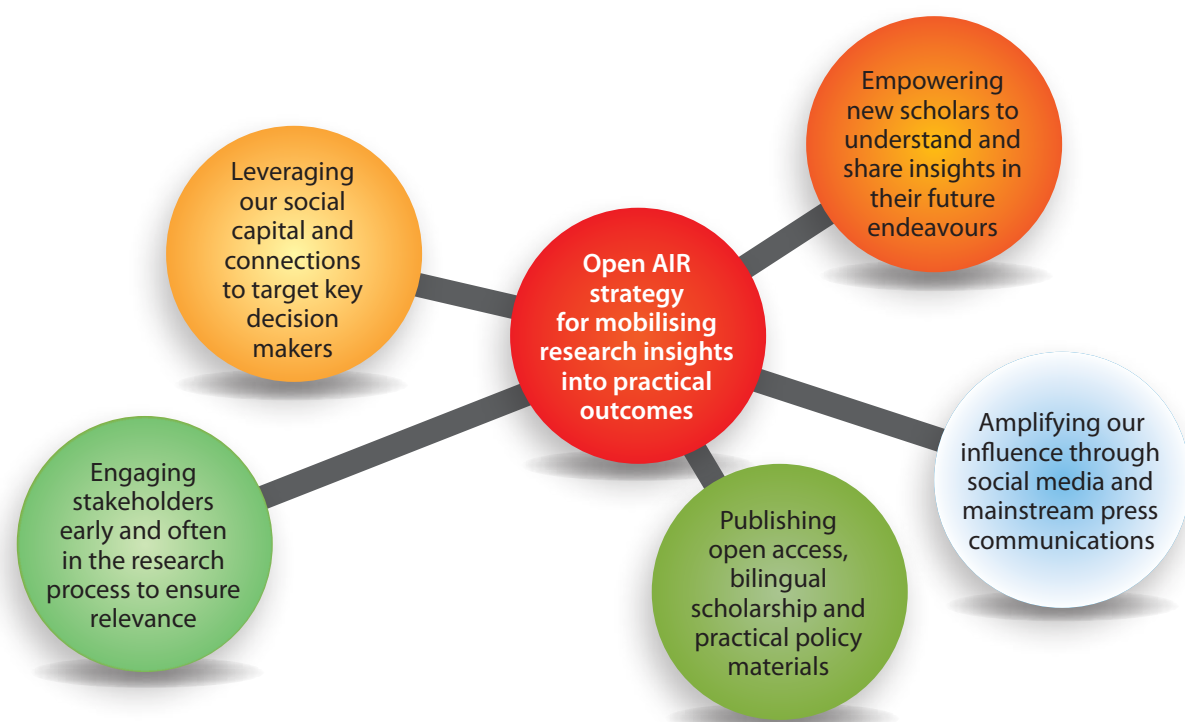 Empowering
new scholars to
understand and
share insights in
their future
endeavours
Leveraging
our social
capital and
connections
to target key
decision
makers
Open AIR
strategy
for mobilising
research insights
into practical
outcomes
Amplifying our
influence through
social media and
mainstream press
communications
Engaging
stakeholders
early and often
in the research
process to ensure
relevance
Publishing
open access,
bilingual
scholarship and
practical policy
materials